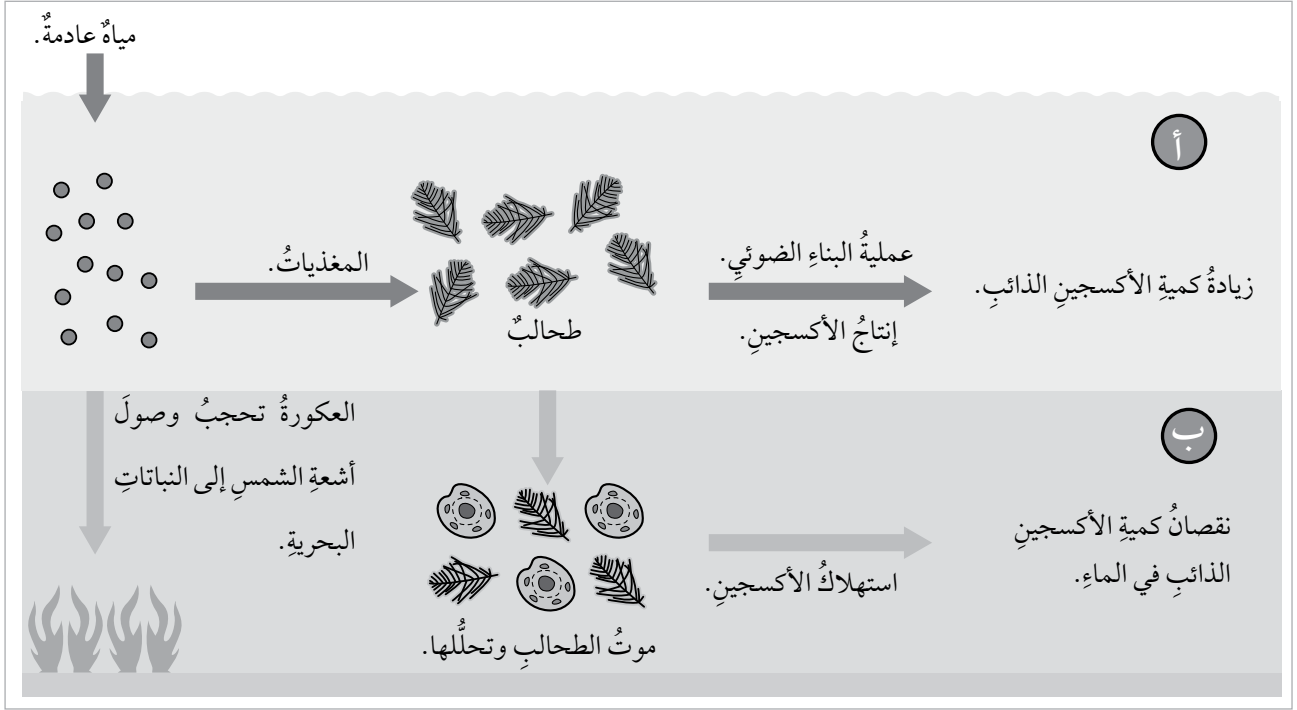 مياهٌ عادمةٌ.
أ
المغذياتُ.
طحالبٌ
عمليةُ البناءِ الضوئيِ.
إنتاجُ الأكسجينِ.
زيادةُ كميةِ الأكسجينِ الذائبِ.
ب
العكورةُ تحجبُ وصولَ
أشعةِ الشمسِ إلى النباتاتِ
البحريةِ.
موتُ الطحالبِ وتحلُّلها.
استهلاكُ الأكسجينِ.
نقصانُ كميةِ الأكسجينِ
الذائبِ في الماءِ.